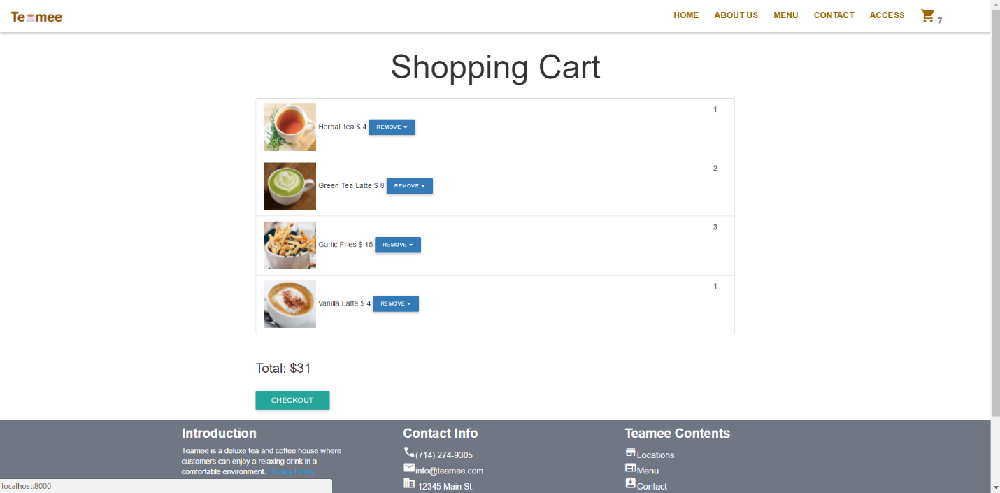 Teamee
HOME ABOUT US MENU CONTACT ACCESS 7
Shopping Cart
1
Herbal Tea $ 4 REMOVE
2
Green Tea Latte $ 8 REMOVE
3
Garlic Fries $ 15 REMOVE
1
Vanilla Latte $ 4 REMOVE
Total: $31
CHECKOUT
Introduction
Teamee is a deluxe tea and coffee house where
customers can enjoy a relaxing drink in a
comfortable environment. Privacy Policy
Contact Info
(714) 274-9305
info@teamee.com
12345 Main St.
Teamee Contents
Locations
Menu
Contact
localhost:8000